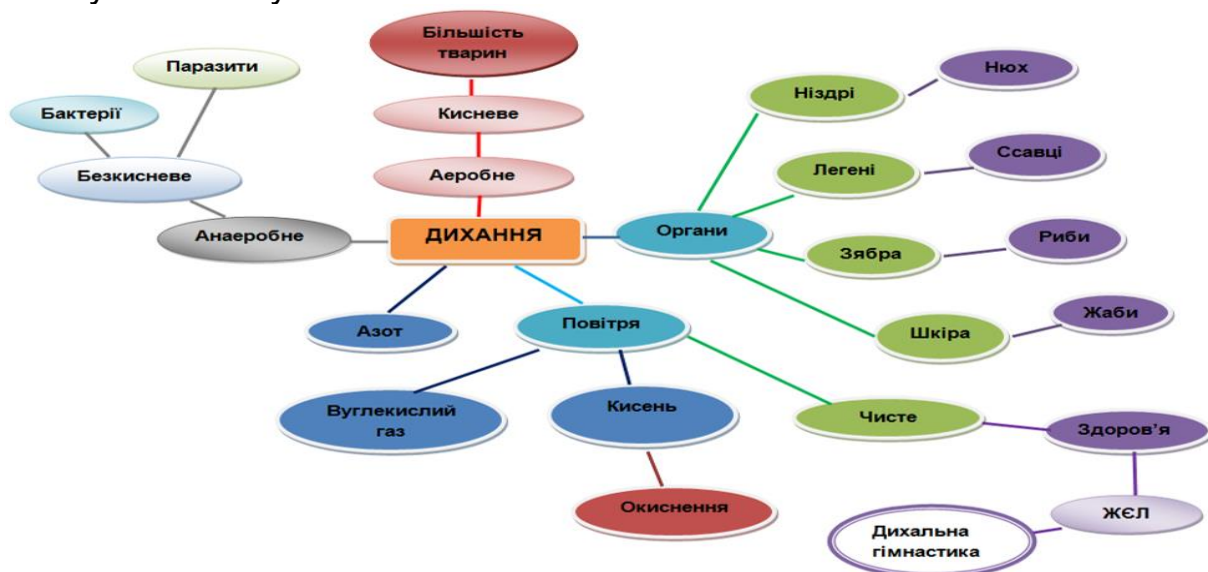 Більшість
тварин
Паразити
Нюх
Бактерії
Кисневе
Ніздрі
Ссавці
Легені
Безкисневе
Аеробне
Анаеробне
ДИХАННЯ
Органи
Зябра
Риби
Азот
Повітря
Шкіра
Жаби
Вуглекислий
газ
Кисень
Чисте
Здоров’я
Окиснення
ЖЄЛ
Дихальна
гімнастика